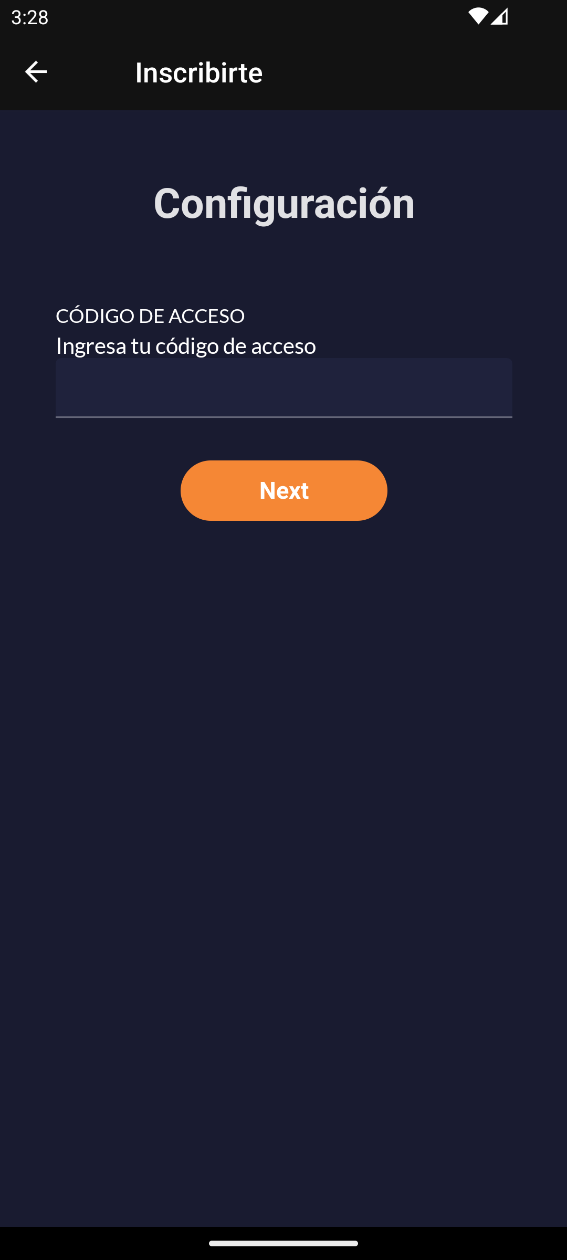 3:28
Inscribirte
Configuración
CÓDIGO DE ACCESO
Ingresa tu código de acceso
Next